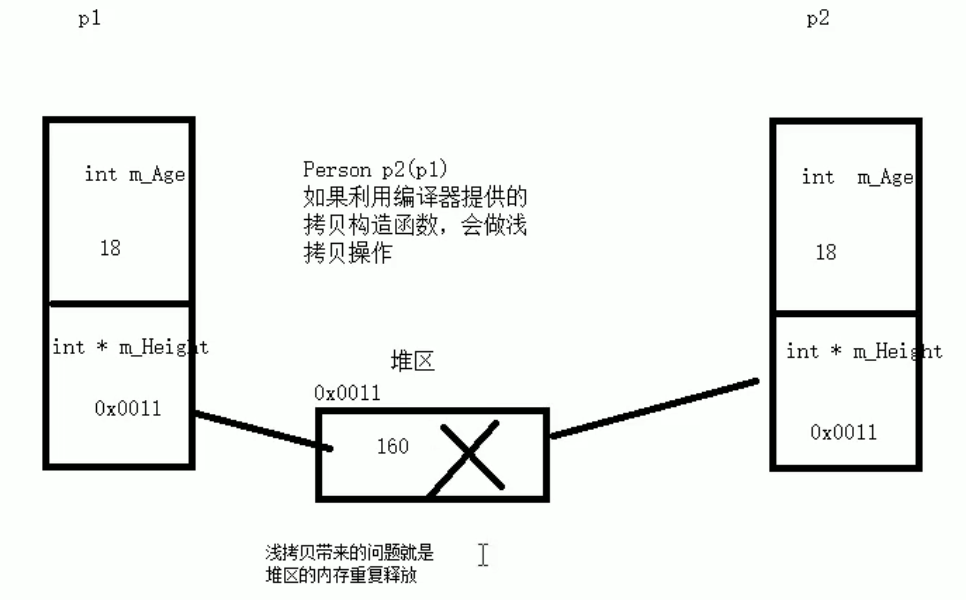 p1
p2
int m_Age
18
int * m_Height
0x0011
Person p2(p1)
如果利用编译器提供的
拷贝构造函数，会做浅
拷贝操作
堆区
0x0011
160
int  m_Age
18
int * m_Height
0x0011
浅拷贝带来的问题就是
堆区的内存重复释放